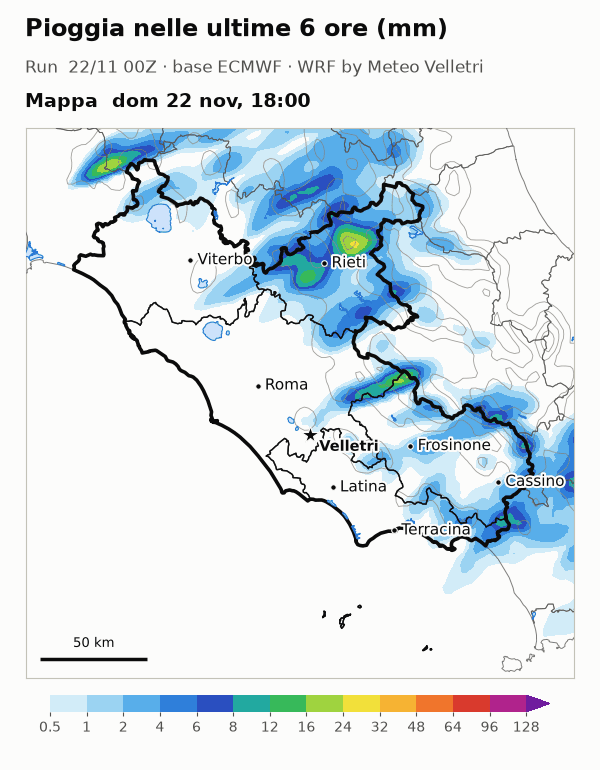 Pioggia nelle ultime 6 ore (mm)
Run  22/11 00Z · base ECMWF · WRF by Meteo Velletri
Mappa  dom 22 nov, 18:00
Viterbo
Rieti
Roma
Velletri
Frosinone
Cassino
Latina
Terracina
50 km
0.5 1 2 4 6 8 12 16 24 32 48 64 96 128